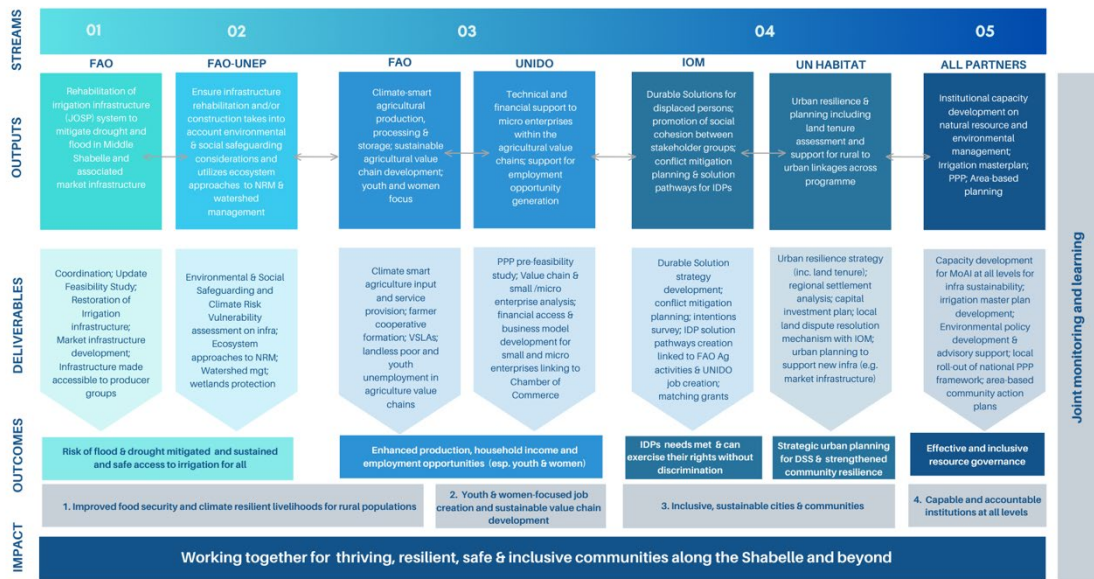 STREAMS
01
02
03
04
05
FAO
FAO-UNEP
FAO
UNIDO
IOM
UN HABITAT
ALL PARTNERS
OUTPUTS
Rehabilitation of
irrigation infrastructure
(JOSP) system to
mitigate drought and
flood in Middle
Shabelle and
associated
market infrastructure
Ensure infrastructure
rehabilitation and/or
construction takes into
account environmental
& social safeguarding
considerations and
utilizes ecosystem
approaches to NRM &
watershed
management
Climate-smart
agricultural
production,
processing &
storage; sustainable
agricultural value
chain development;
youth and women
focus
Technical and
financial support to
micro enterprises
within the
agricultural value
chains; support for
employment
opportunity
generation
Durable Solutions for
displaced persons;
promotion of social
cohesion between
stakeholder groups;
conflict mitigation
planning & solution
pathways for IDPs
Urban resilience &
planning including
land tenure
assessment and
support for rural to
urban linkages across
programme
Institutional capacity
development on
natural resource and
environmental
management;
Irrigation masterplan;
PPP; Area-based
planning
DELIVERABLES
Coordination; Update
Feasibility Study;
Restoration of
Irrigation
infrastructure;
Market infrastructure
development;
Infrastructure made
accessible to producer
groups
Environmental & Social
Safeguarding and
Climate Risk
Vulnerability
assessment on infra;
Ecosystem
approaches to NRM;
Watershed mgt;
wetlands protection
Climate smart
agriculture input and
service
provision; farmer
cooperative
formation; VSLAs;
landless poor and
youth
unemployment in
agriculture value
chains
PPP pre-feasibility
study; Value chain &
small /micro
enterprise analysis;
financial access &
business model
development for
small and micro
enterprises linking to
Chamber of
Commerce
Durable Solution
strategy
development;
conflict mitigation
planning; intentions
survey; IDP solution
pathways creation
linked to FAO Ag
activities & UNIDO
job creation;
matching grants
Urban resilience strategy
(inc. land tenure);
regional settlement
analysis; capital
investment plan; local
land dispute resolution
mechanism with IOM;
urban planning to
support new infra (e.g.
market infrastructure)
Capacity development
for MoAI at all levels for
infra sustainability;
irrigation master plan
development;
Environmental policy
development &
advisory support; local
roll-out of national PPP
framework; area-based
community action
plans
OUTCOMES
Risk of flood & drought mitigated and sustained
and safe access to irrigation for all
Enhanced production, household income and
employment opportunities (esp. youth & women)
IDPs needs met & can
exercise their rights without
discrimination
Strategic urban planning
for DSS & strengthened
community resilience
Effective and inclusive
resource governance
IMPACT
1. Improved food security and climate resilient livelihoods for rural populations
2. Youth & women-focused job
creation and sustainable value chain
development
3. Inclusive, sustainable cities & communities
4. Capable and accountable
institutions at all levels
Working together for thriving, resilient, safe & inclusive communities along the Shabelle and beyond
Joint monitoring and learning